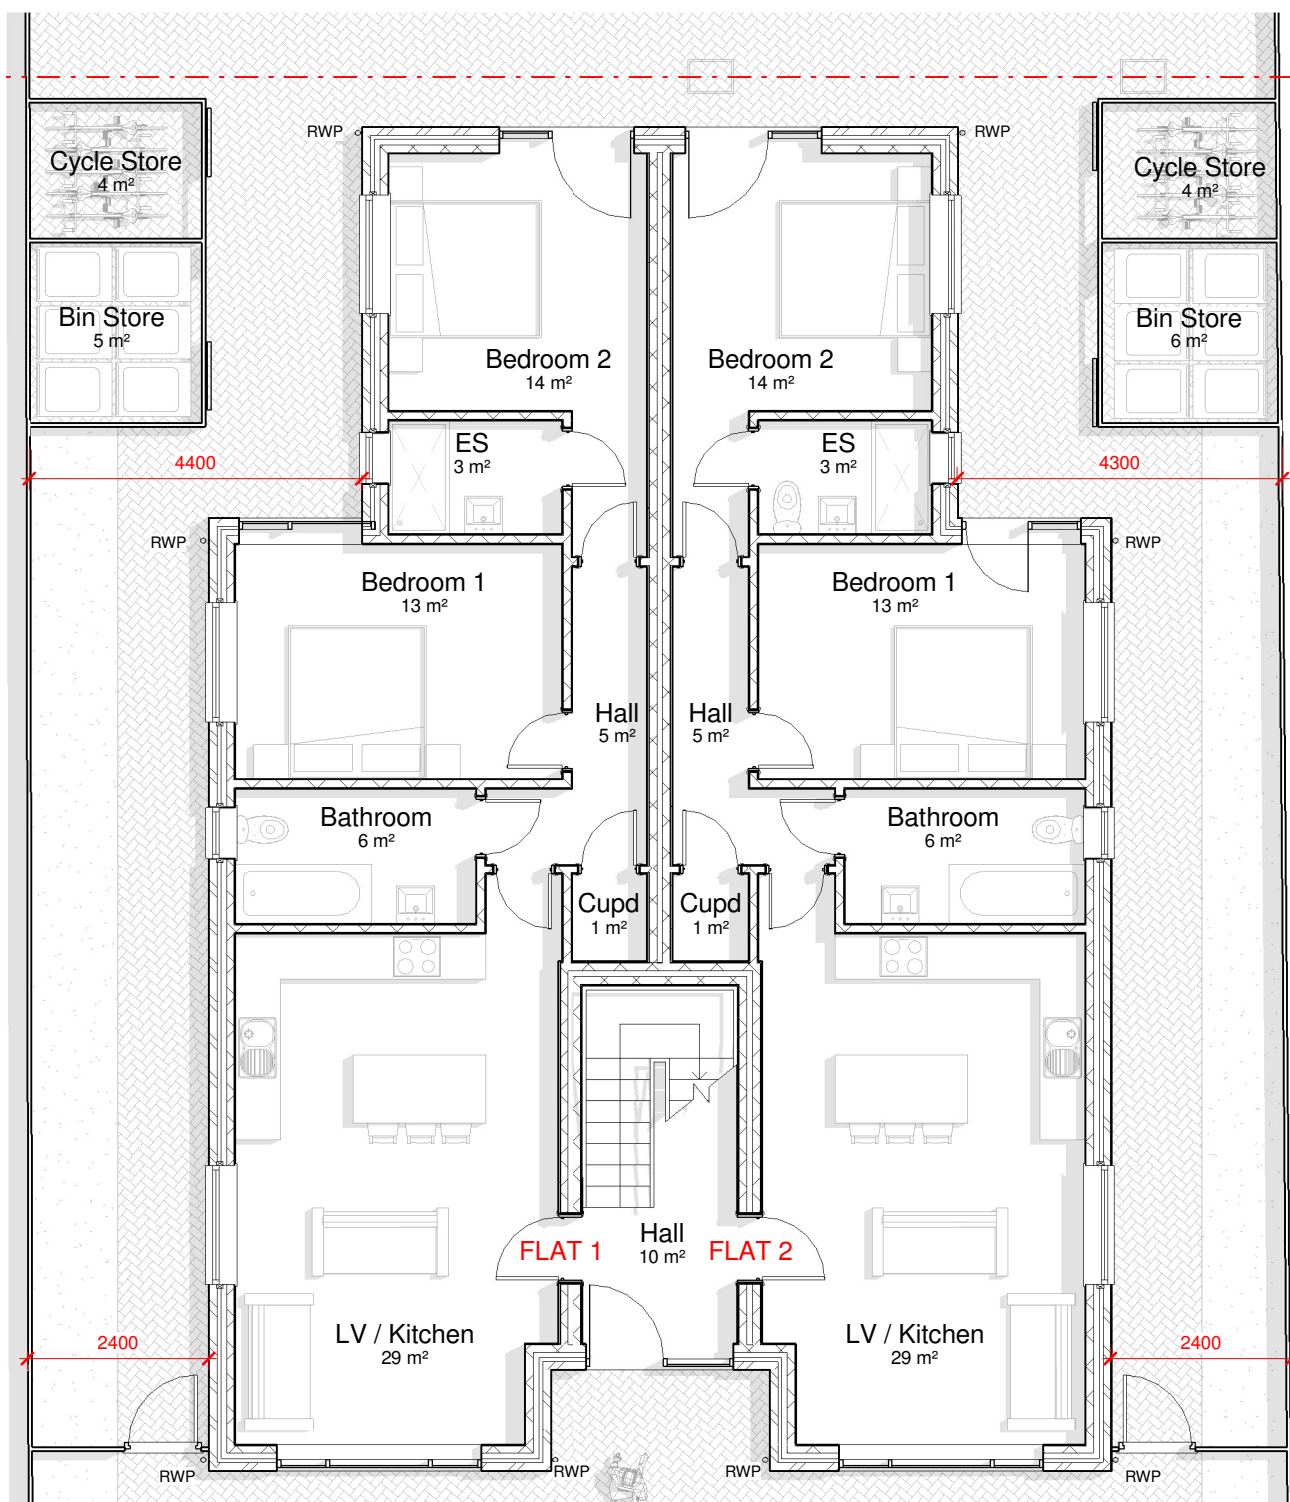 RWP
RWP
Cycle Store
4 m²
Cycle Store
4 m²
Bin Store
5 m²
Bin Store
6 m²
Bedroom 2
14 m²
Bedroom 2
14 m²
ES
3 m²
ES
3 m²
4400
4300
RWP
RWP
Bedroom 1
13 m²
Bedroom 1
13 m²
Hall
5 m²
Hall
5 m²
Bathroom
6 m²
Bathroom
6 m²
Cupd
1 m²
Cupd
1 m²
FLAT 1
Hall
10 m²
FLAT 2
2400
LV / Kitchen
29 m²
LV / Kitchen
29 m²
2400
RWP
RWP
RWP
RWP